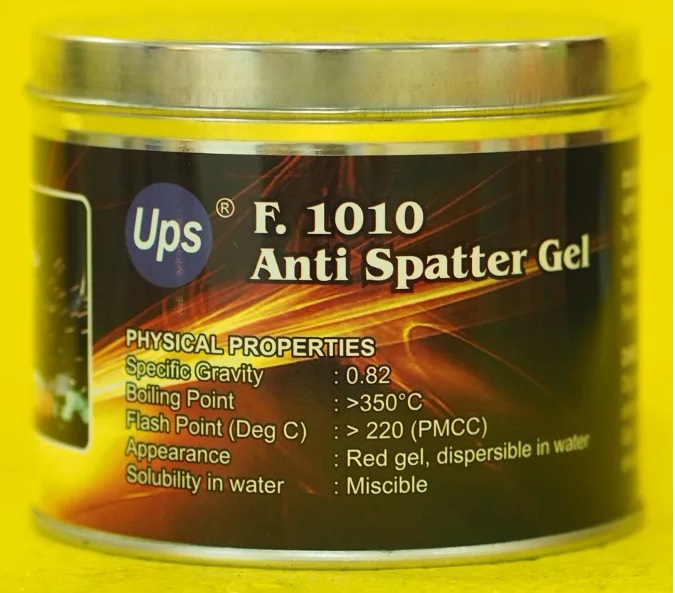 Ups ®
F. 1010
Anti Spatter Gel
PHYSICAL PROPERTIES
Specific Gravity : 0.82
Boiling Point : >350°C
Flash Point (Deg C) : > 220 (PMCC)
Appearance : Red gel, dispersible in water
Solubility in water : Miscible